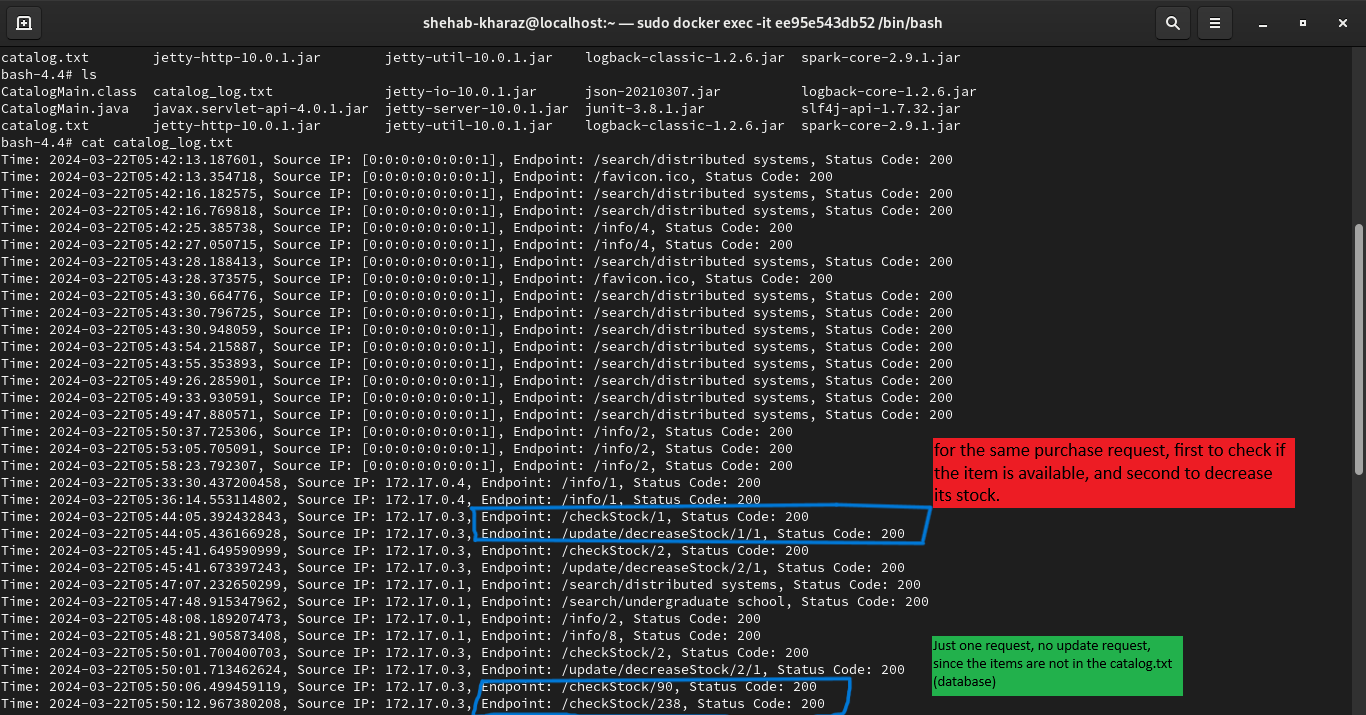 shehab-kharaz@localhost:~ — sudo docker exec -it ee95e543db52 /bin/bash
catalog.txt jetty-http-10.0.1.jar jetty-util-10.0.1.jar logback-classic-1.2.6.jar spark-core-2.9.1.jar
bash-4.4# ls
CatalogMain.class catalog_log.txt jetty-io-10.0.1.jar json-20210307.jar logback-core-1.2.6.jar
CatalogMain.java javax.servlet-api-4.0.1.jar jetty-server-10.0.1.jar junit-3.8.1.jar slf4j-api-1.7.32.jar
catalog.txt jetty-http-10.0.1.jar jetty-util-10.0.1.jar logback-classic-1.2.6.jar spark-core-2.9.1.jar
bash-4.4# cat catalog_log.txt
Time: 2024-03-22T05:42:13.187601, Source IP: [0:0:0:0:0:0:0:1], Endpoint: /search/distributed systems, Status Code: 200
Time: 2024-03-22T05:42:13.354718, Source IP: [0:0:0:0:0:0:0:1], Endpoint: /favicon.ico, Status Code: 200
Time: 2024-03-22T05:42:16.182575, Source IP: [0:0:0:0:0:0:0:1], Endpoint: /search/distributed systems, Status Code: 200
Time: 2024-03-22T05:42:16.769818, Source IP: [0:0:0:0:0:0:0:1], Endpoint: /search/distributed systems, Status Code: 200
Time: 2024-03-22T05:42:25.385738, Source IP: [0:0:0:0:0:0:0:1], Endpoint: /info/4, Status Code: 200
Time: 2024-03-22T05:42:27.050715, Source IP: [0:0:0:0:0:0:0:1], Endpoint: /info/4, Status Code: 200
Time: 2024-03-22T05:43:28.188413, Source IP: [0:0:0:0:0:0:0:1], Endpoint: /search/distributed systems, Status Code: 200
Time: 2024-03-22T05:43:28.373575, Source IP: [0:0:0:0:0:0:0:1], Endpoint: /favicon.ico, Status Code: 200
Time: 2024-03-22T05:43:30.664776, Source IP: [0:0:0:0:0:0:0:1], Endpoint: /search/distributed systems, Status Code: 200
Time: 2024-03-22T05:43:30.796725, Source IP: [0:0:0:0:0:0:0:1], Endpoint: /search/distributed systems, Status Code: 200
Time: 2024-03-22T05:43:30.948059, Source IP: [0:0:0:0:0:0:0:1], Endpoint: /search/distributed systems, Status Code: 200
Time: 2024-03-22T05:43:54.215887, Source IP: [0:0:0:0:0:0:0:1], Endpoint: /search/distributed systems, Status Code: 200
Time: 2024-03-22T05:43:55.353893, Source IP: [0:0:0:0:0:0:0:1], Endpoint: /search/distributed systems, Status Code: 200
Time: 2024-03-22T05:49:26.285901, Source IP: [0:0:0:0:0:0:0:1], Endpoint: /search/distributed systems, Status Code: 200
Time: 2024-03-22T05:49:33.930591, Source IP: [0:0:0:0:0:0:0:1], Endpoint: /search/distributed systems, Status Code: 200
Time: 2024-03-22T05:49:47.880571, Source IP: [0:0:0:0:0:0:0:1], Endpoint: /search/distributed systems, Status Code: 200
Time: 2024-03-22T05:50:37.725306, Source IP: [0:0:0:0:0:0:0:1], Endpoint: /info/2, Status Code: 200
Time: 2024-03-22T05:53:05.705091, Source IP: [0:0:0:0:0:0:0:1], Endpoint: /info/2, Status Code: 200
Time: 2024-03-22T05:58:23.792307, Source IP: [0:0:0:0:0:0:0:1], Endpoint: /info/2, Status Code: 200
for the same purchase request, first to check if
the item is available, and second to decrease
its stock.
Time: 2024-03-22T05:33:30.437200458, Source IP: 172.17.0.4, Endpoint: /info/1, Status Code: 200
Time: 2024-03-22T05:36:14.553114802, Source IP: 172.17.0.4, Endpoint: /info/1, Status Code: 200
Time: 2024-03-22T05:44:05.392432843, Source IP: 172.17.0.3, Endpoint: /checkStock/1, Status Code: 200
Time: 2024-03-22T05:44:05.436166928, Source IP: 172.17.0.3, Endpoint: /update/decreaseStock/1/1, Status Code: 200
Time: 2024-03-22T05:45:41.649590999, Source IP: 172.17.0.3, Endpoint: /checkStock/2, Status Code: 200
Time: 2024-03-22T05:45:41.673397243, Source IP: 172.17.0.3, Endpoint: /update/decreaseStock/2/1, Status Code: 200
Time: 2024-03-22T05:47:07.232650299, Source IP: 172.17.0.1, Endpoint: /search/distributed systems, Status Code: 200
Time: 2024-03-22T05:47:48.915347962, Source IP: 172.17.0.1, Endpoint: /search/undergraduate school, Status Code: 200
Time: 2024-03-22T05:48:08.189207473, Source IP: 172.17.0.1, Endpoint: /info/2, Status Code: 200
Time: 2024-03-22T05:48:21.905873408, Source IP: 172.17.0.1, Endpoint: /info/8, Status Code: 200
Time: 2024-03-22T05:50:01.700400703, Source IP: 172.17.0.3, Endpoint: /checkStock/2, Status Code: 200
Time: 2024-03-22T05:50:01.713462624, Source IP: 172.17.0.3, Endpoint: /update/decreaseStock/2/1, Status Code: 200
Time: 2024-03-22T05:50:06.499459119, Source IP: 172.17.0.3, Endpoint: /checkStock/90, Status Code: 200
Time: 2024-03-22T05:50:12.967380208, Source IP: 172.17.0.3, Endpoint: /checkStock/238, Status Code: 200
Just one request, no update request,
since the items are not in the catalog.txt
(database)